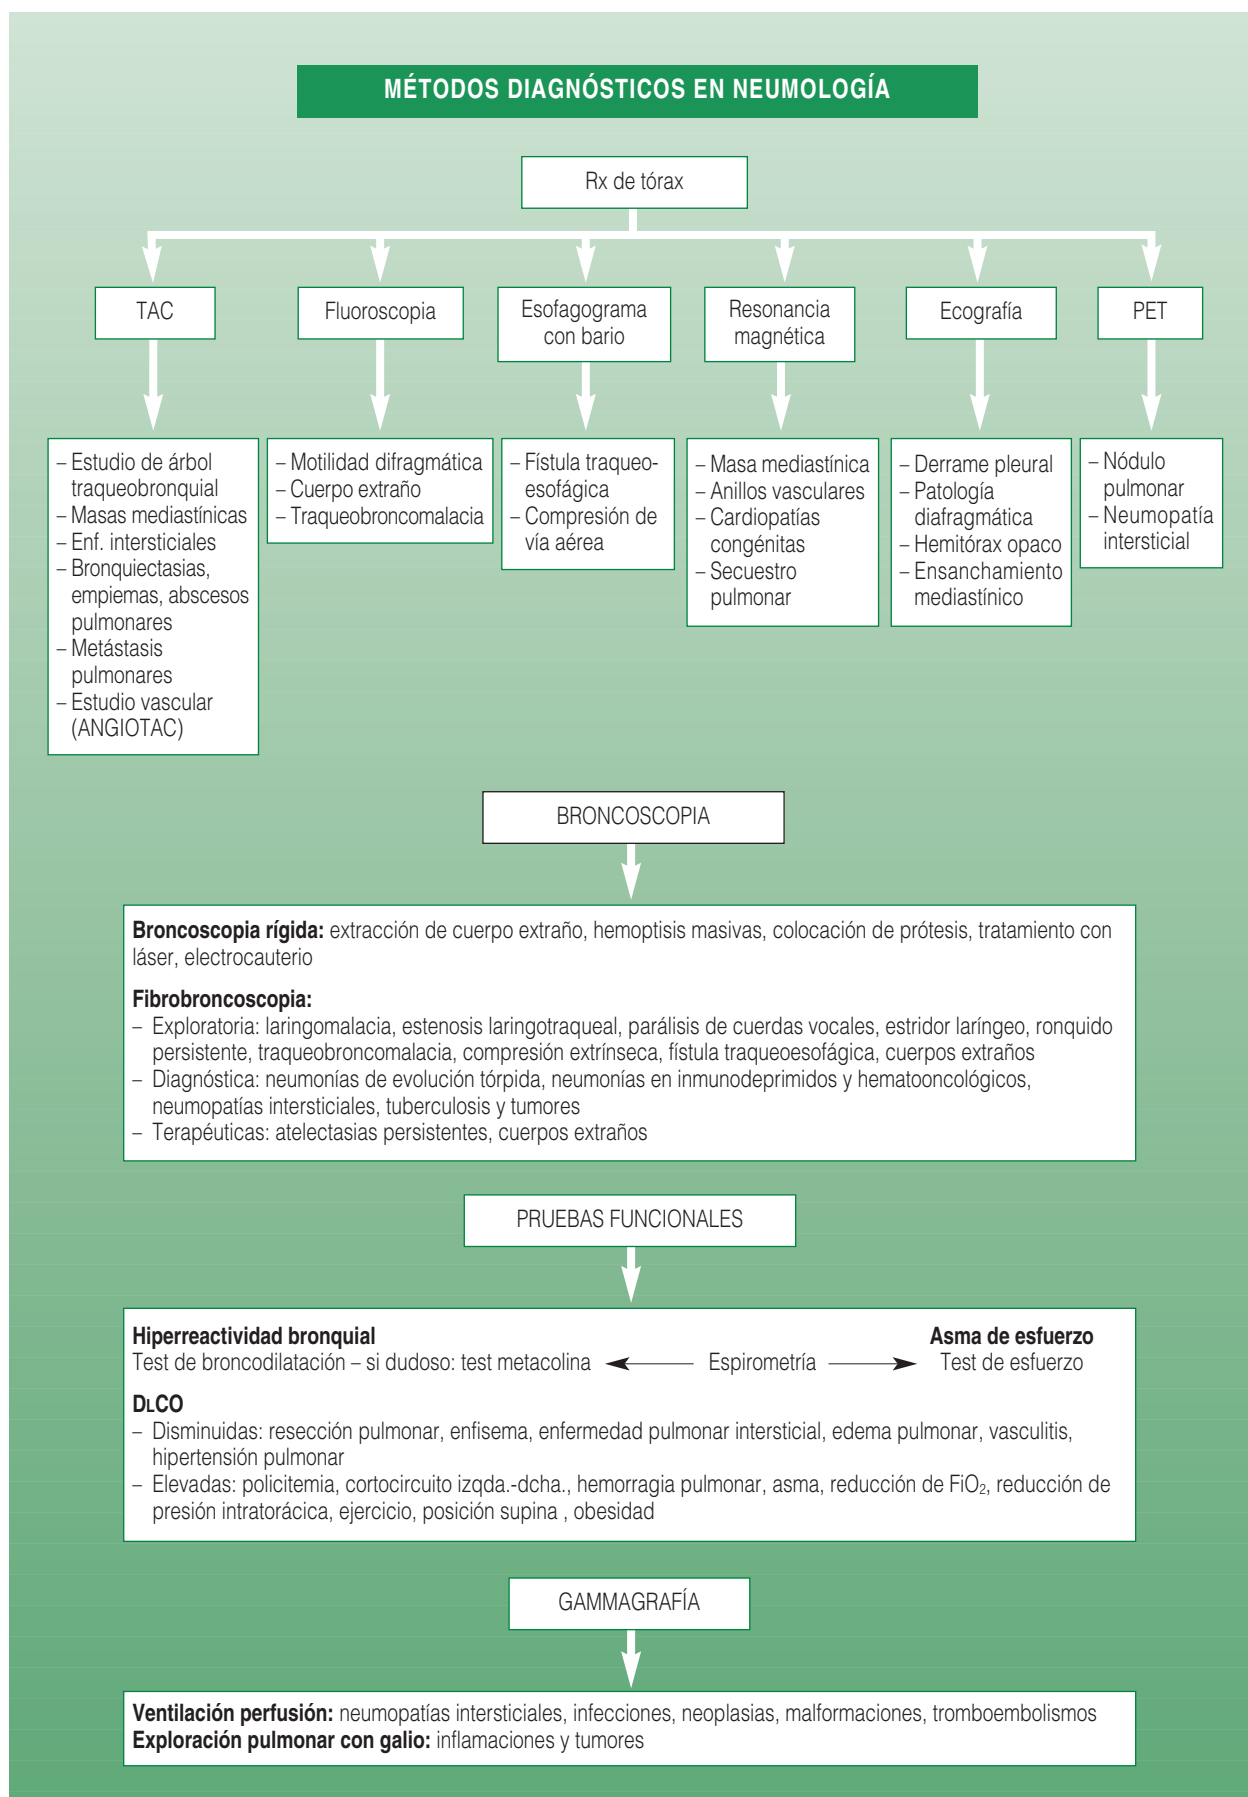 MÉTODOS DIAGNÓSTICOS EN NEUMOLOGÍA
Rx de tórax
TAC
Fluoroscopia
Esofagograma
con bario
Resonancia
magnética
Ecografía
PET
– Estudio de árbol
traqueobronquial
– Masas mediastínicas
– Enf. intersticiales
– Bronquiectasias,
empiemas, abscesos
pulmonares
– Metástasis
pulmonares
– Estudio vascular
(ANGIOTAC)
– Motilidad difragmática
– Cuerpo extraño
– Traqueobroncomalacia
– Fístula traqueo-
esofágica
– Compresión de
vía aérea
– Masa mediastínica
– Anillos vasculares
– Cardiopatías
congénitas
– Secuestro
pulmonar
– Derrame pleural
– Patología
diafragmática
– Hemitórax opaco
– Ensanchamiento
mediastínico
– Nódulo
pulmonar
– Neumopatía
intersticial
BRONCOSCOPIA
Broncoscopia rígida: extracción de cuerpo extraño, hemoptisis masivas, colocación de prótesis, tratamiento con
láser, electrocauterio
Fibrobroncoscopia:
– Exploratoria: laringomalacia, estenosis laringotraqueal, parálisis de cuerdas vocales, estridor laríngeo, ronquido
persistente, traqueobroncomalacia, compresión extrínseca, fístula traqueoesofágica, cuerpos extraños
– Diagnóstica: neumonías de evolución tórpida, neumonías en inmunodeprimidos y hematooncológicos,
neumopatías intersticiales, tuberculosis y tumores
– Terapéuticas: atelectasias persistentes, cuerpos extraños
PRUEBAS FUNCIONALES
Hiperreactividad bronquial Asma de esfuerzo
Test de broncodilatación – si dudoso: test metacolina Espirometría Test de esfuerzo
DLCO
– Disminuidas: resección pulmonar, enfisema, enfermedad pulmonar intersticial, edema pulmonar, vasculitis,
hipertensión pulmonar
– Elevadas: policitemia, cortocircuito izqda.-dcha., hemorragia pulmonar, asma, reducción de FiO₂, reducción de
presión intratorácica, ejercicio, posición supina , obesidad
GAMMAGRAFÍA
Ventilación perfusión: neumopatías intersticiales, infecciones, neoplasias, malformaciones, tromboembolismos
Exploración pulmonar con galio: inflamaciones y tumores